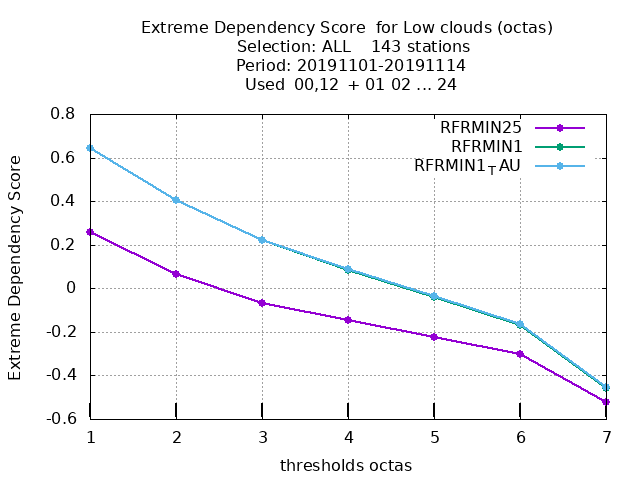 Extreme Dependency Score  for Low clouds (octas)
Selection: ALL    143 stations
Period: 20191101-20191114
Used  00,12  + 01 02 ... 24
RFRMIN25
RFRMIN1
RFRMIN1TAU
Extreme Dependency Score
0.8
0.6
0.4
0.2
0
-0.2
-0.4
-0.6
1 2 3 4 5 6 7
thresholds octas